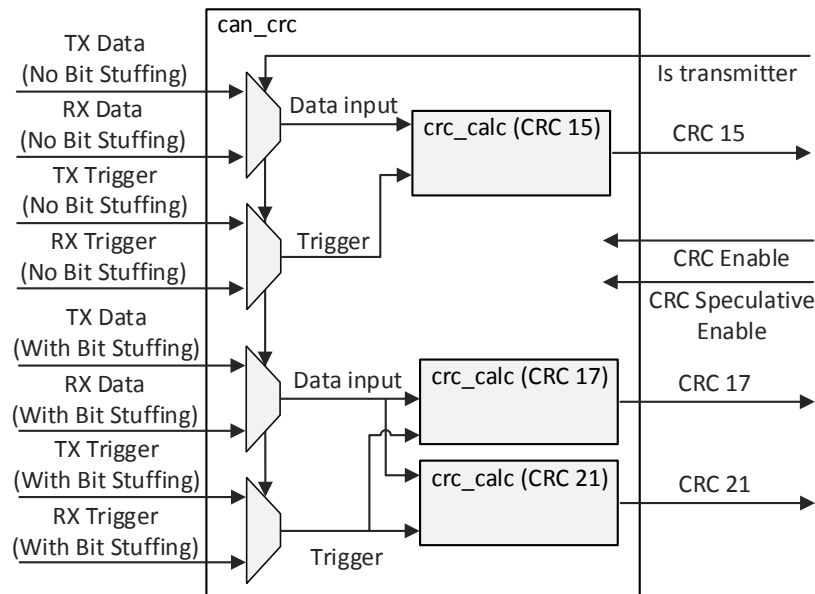 can_crc
TX Data
(No Bit Stuffing)
RX Data
(No Bit Stuffing)
TX Trigger
(No Bit Stuffing)
RX Trigger
(No Bit Stuffing)
TX Data
(With Bit Stuffing)
RX Data
(With Bit Stuffing)
TX Trigger
(With Bit Stuffing)
RX Trigger
(With Bit Stuffing)
Data input
Trigger
crc_calc (CRC 15)
Data input
Trigger
crc_calc (CRC 17)
crc_calc (CRC 21)
Is transmitter
CRC 15
CRC Enable
CRC Speculative
Enable
CRC 17
CRC 21